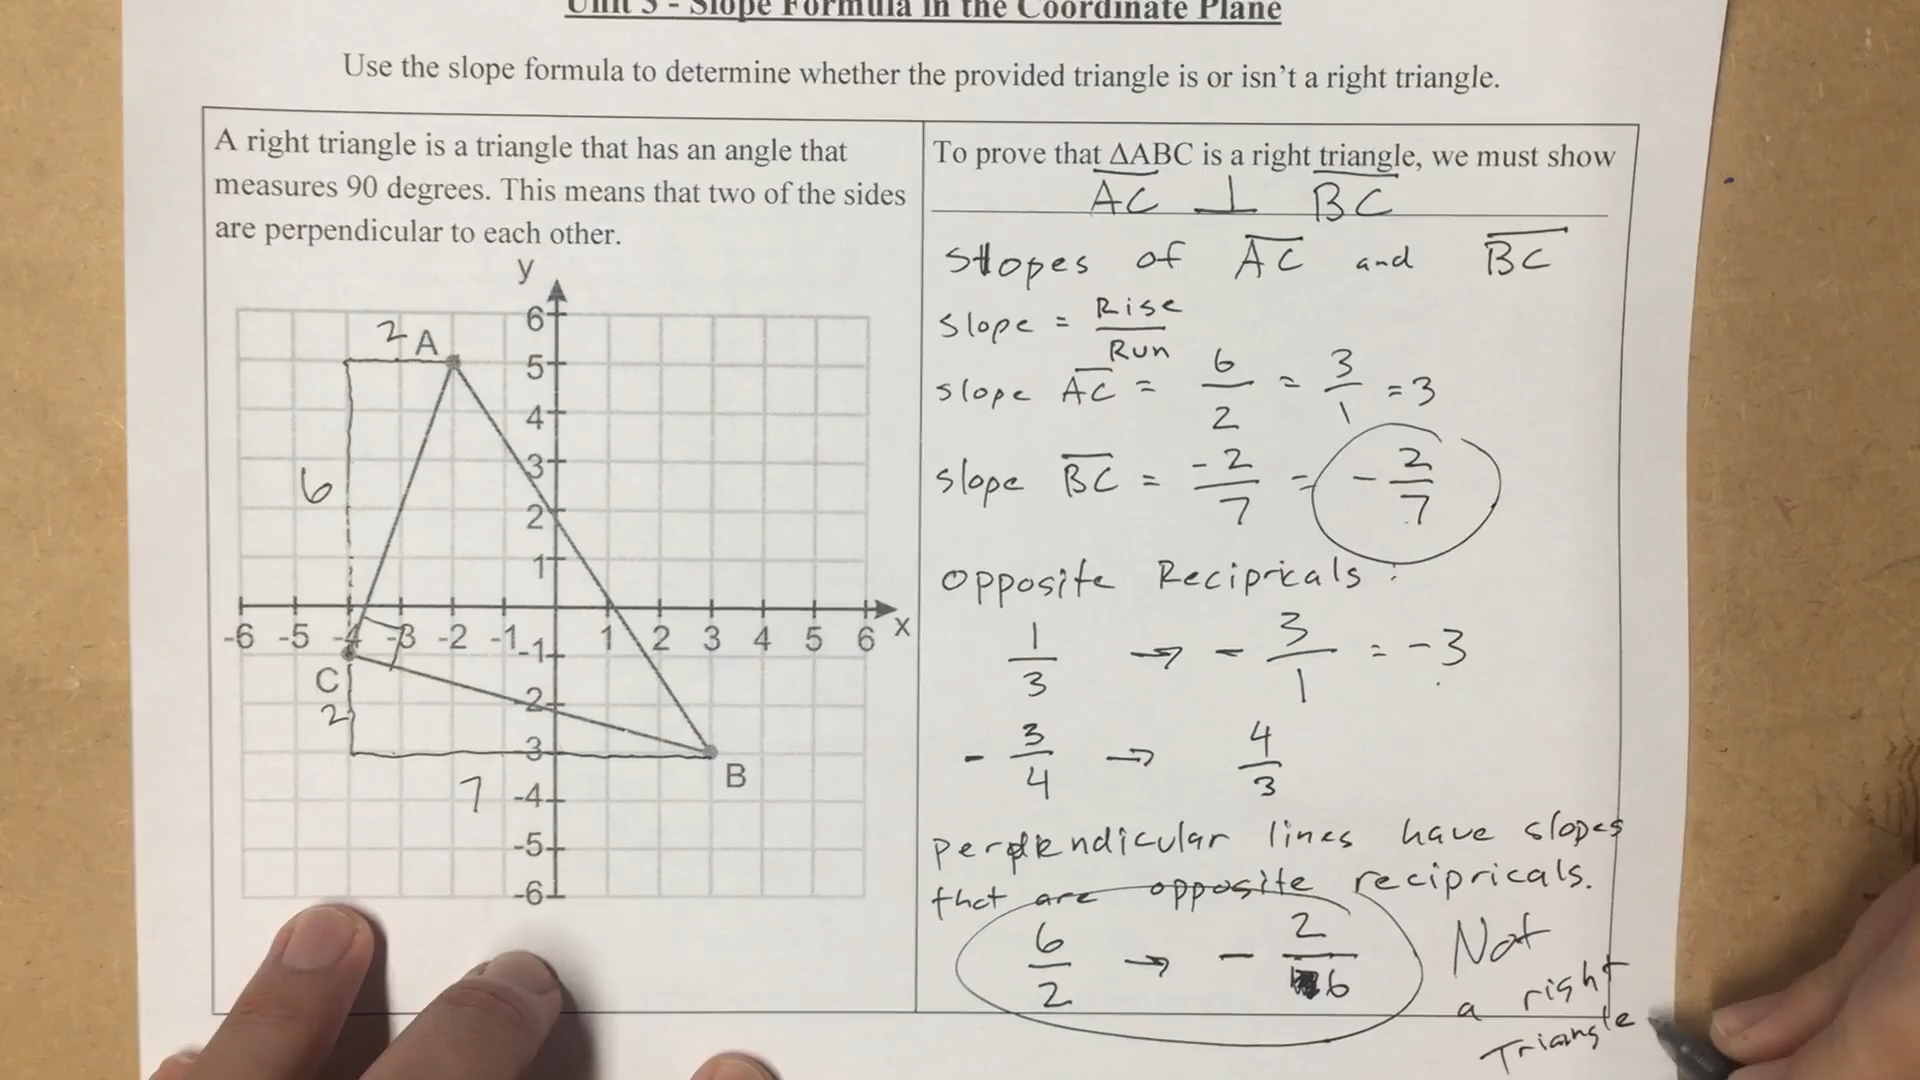 Unit 5 - Slope Formula in the Coordinate Plane
Use the slope formula to determine whether the provided triangle is or isn't a right triangle.
A right triangle is a triangle that has an angle that
measures 90 degrees. This means that two of the sides
are perpendicular to each other.
y
2 A
6
5
4
3
2
1
6
-6 -5 -4 -3 -2 -1 1 2 3 4 5 6 x
-1
C
2
-2
-3
B
7
-4
-5
-6
To prove that ΔABC is a right triangle, we must show
AC ⊥ BC
Slopes of AC and BC
Slope = Rise/Run
slope AC = 6/2 = 3/1 = 3
slope BC = -2/7 = -2/7
Opposite Recipricals:
1/3 → -3/1 = -3
-3/4 → 4/3
perpendicular lines have slopes
that are opposite recipricals.
6/2 → -2/6
Not
a right
Triangle